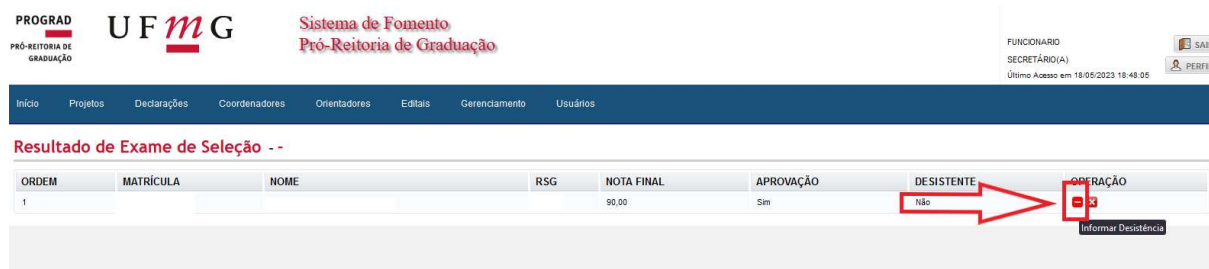 PROGRAD
PRÓ-REITORIA DE
GRADUAÇÃO
UFmG
Sistema de Fomento
Pró-Reitoria de Graduação
FUNCIONARIO
SECRETÁRIO(A)
Último Acesso em 18/05/2023 18:48:05
SAI
PERFI
Início Projetos Declarações Coordenadores Orientadores Editais Gerenciamento Usuários
Resultado de Exame de Seleção - -
ORDEM MATRÍCULA NOME RSG NOTA FINAL APROVAÇÃO DESISTENTE OPERAÇÃO
1 90,00 Sim Não
Informar Desistência